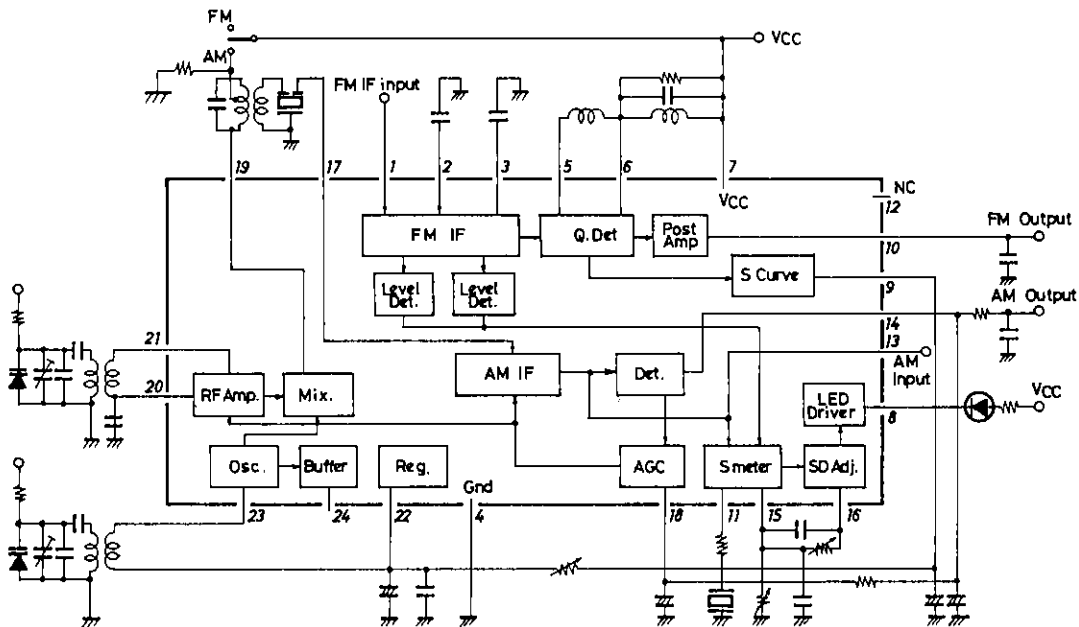 FM
AM
VCC
FM IF input
19
17
1
2
3
5
6
7
VCC
NC
12
FM IF
Q.Det
Post
Amp
FM Output
10
S Curve
9
Level
Det.
Level
Det.
AM Output
14
13
AM
Input
21
20
RF Amp.
Mix.
AM IF
Det.
LED
Driver
VCC
8
Osc.
Buffer
Reg.
Gnd
AGC
S meter
SD Adj.
23
24
22
4
18
11
15
16